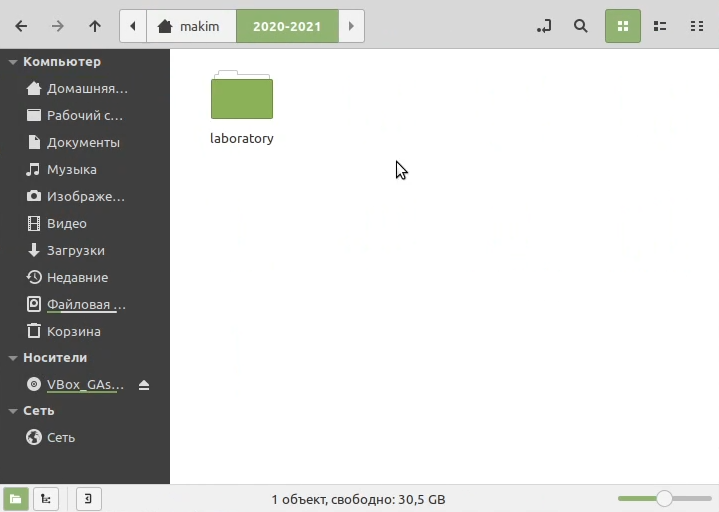 makim
2020-2021
Компьютер
Домашняя...
Рабочий с...
Документы
Музыка
Изображе...
Видео
Загрузки
Недавние
Файловая ...
Корзина
Носители
VBox_GAs...
Сеть
Сеть
laboratory
1 объект, свободно: 30,5 GB